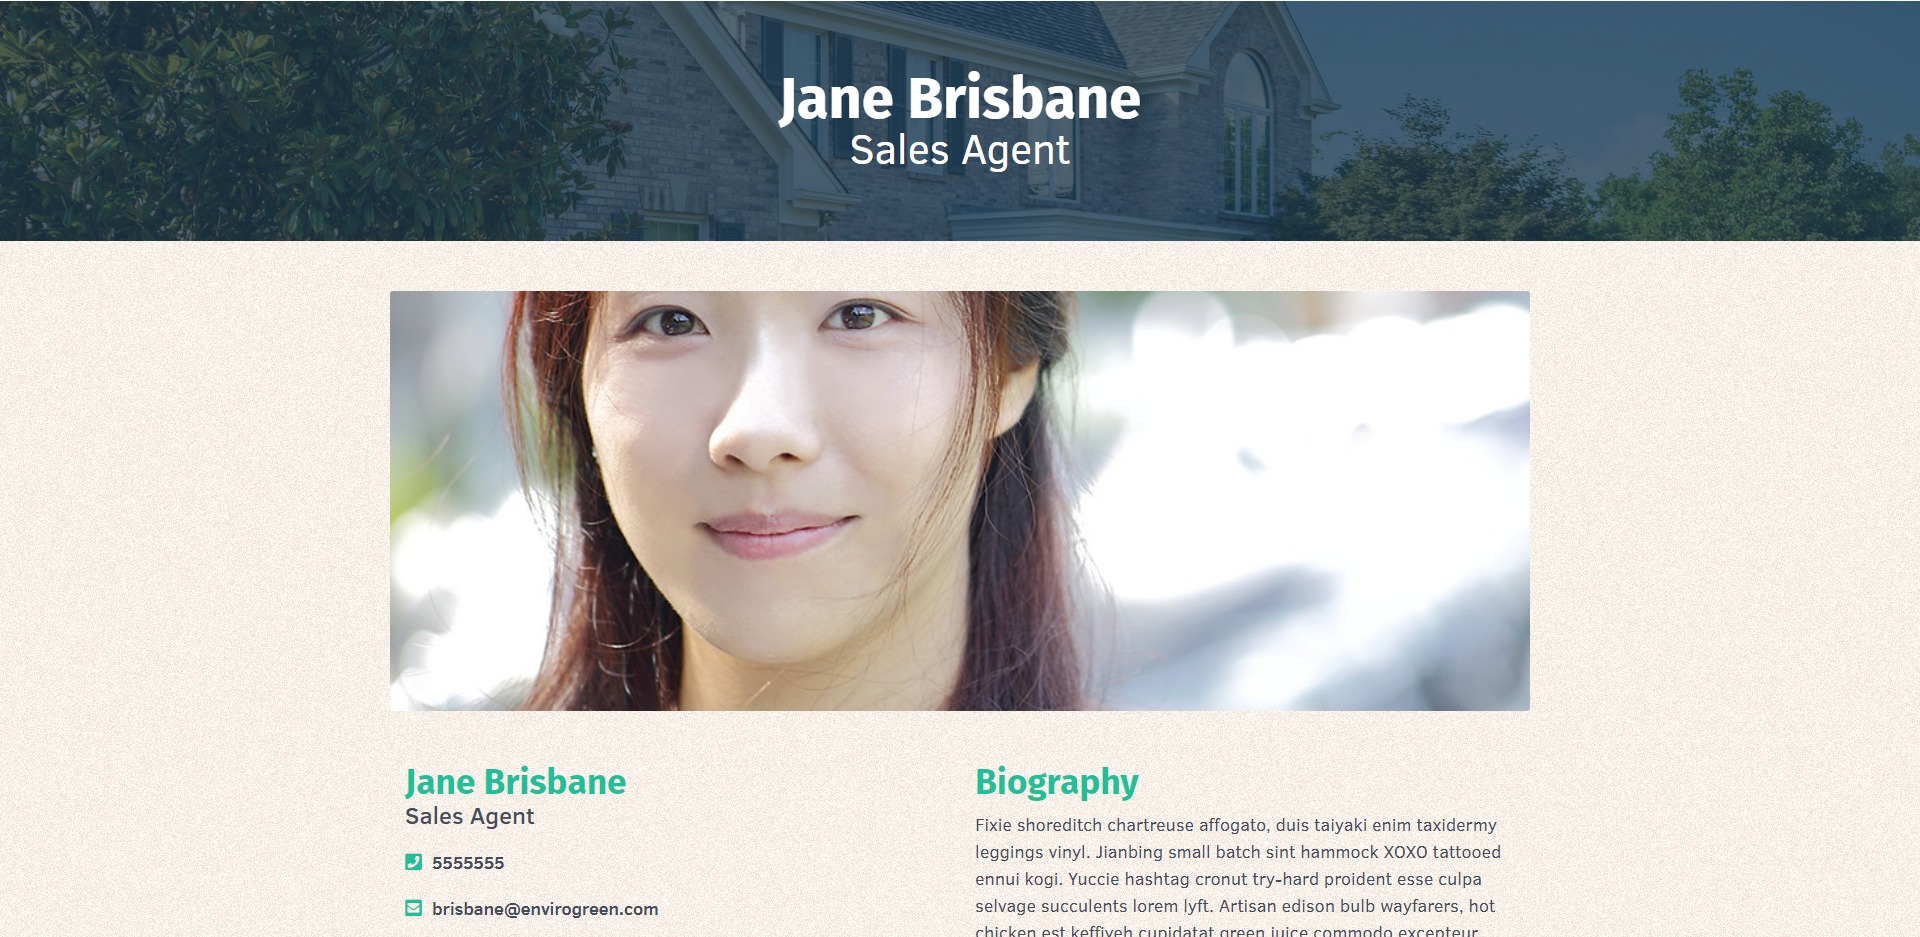 Jane Brisbane
Sales Agent
Jane Brisbane
Sales Agent
5555555
brisbane@envirogreen.com
Biography
Fixie shoreditch chartreuse affogato, duis taiyaki enim taxidermy
leggings vinyl. Jianbing small batch sint hammock XOXO tattooed
ennui kogi. Yuccie hashtag cronut try-hard proident esse culpa
selvage succulents lorem lyft. Artisan edison bulb wayfarers, hot
chicken est keffiyeh cupidatat green juice commodo excepteur